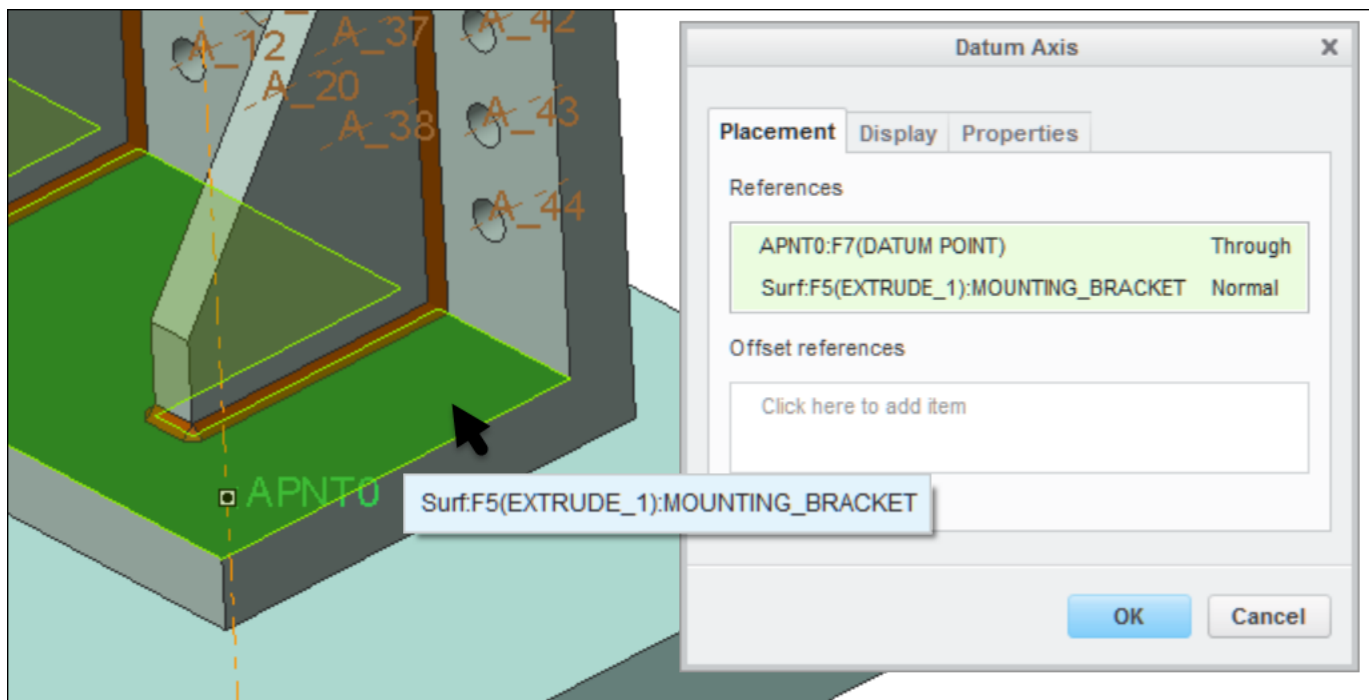 A_12
A_37
A_42
A_20
A_38
A_43
A_44
APNT0
Surf:F5(EXTRUDE_1):MOUNTING_BRACKET
Datum Axis X
Placement Display Properties
References
APNT0:F7(DATUM POINT) Through
Surf:F5(EXTRUDE_1):MOUNTING_BRACKET Normal
Offset references
Click here to add item
OK Cancel